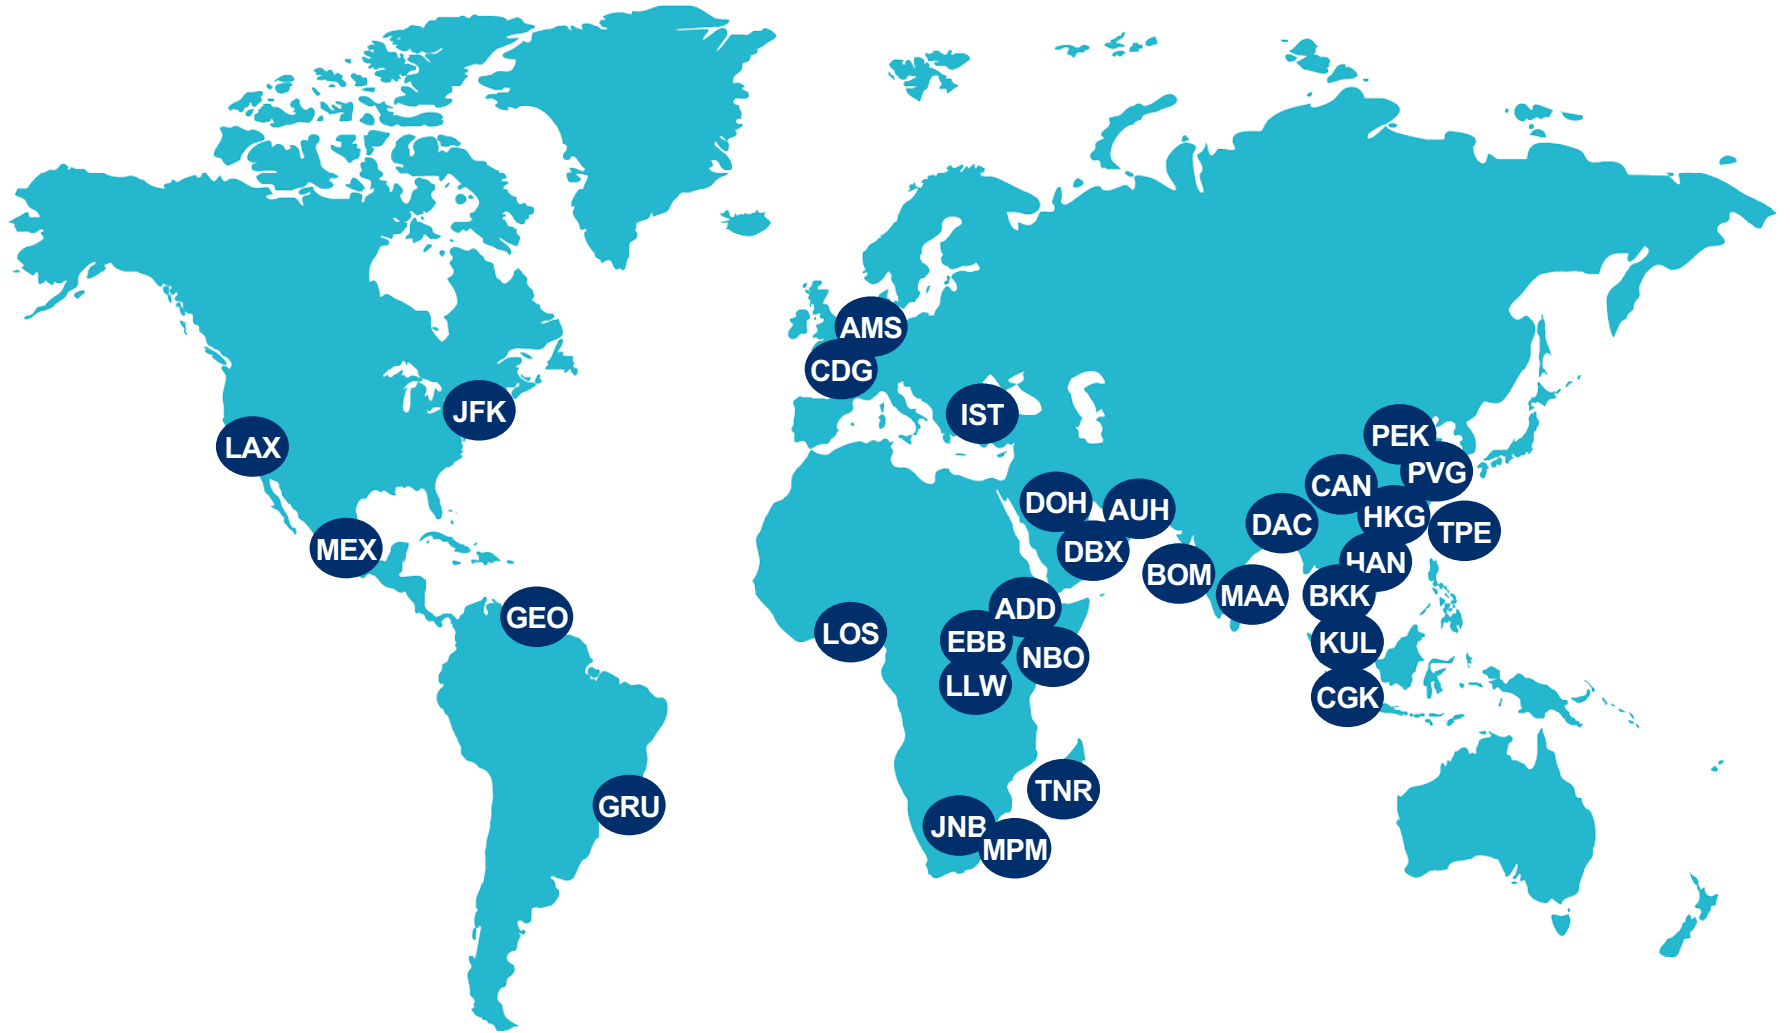 AMS
CDG
JFK
IST
LAX
PEK
PVG
CAN
DOH
AUH
HKG
DAC
TPE
MEX
DBX
HAN
BOM
MAA
BKK
ADD
GEO
LOS
EBB
KUL
NBO
LLW
CGK
TNR
GRU
JNB
MPM